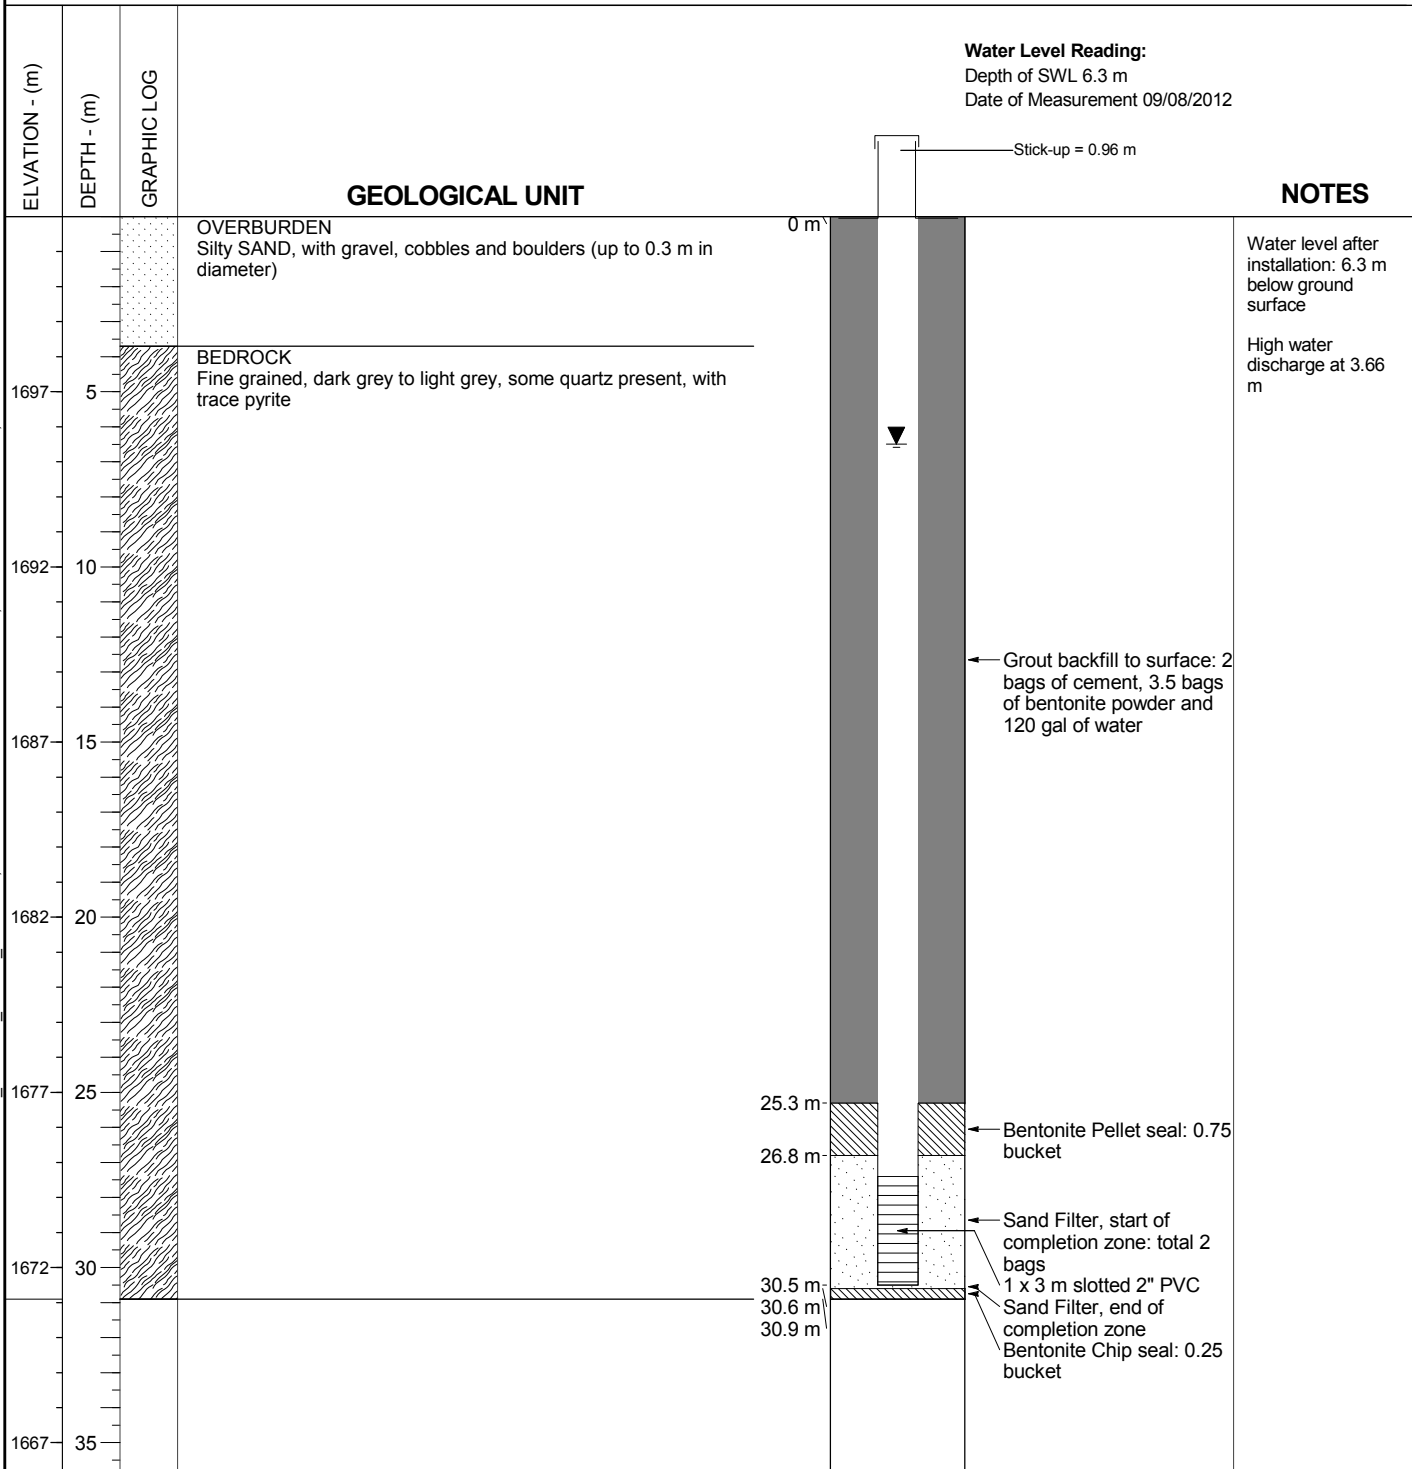 Water Level Reading:
Depth of SWL 6.3 m
Date of Measurement 09/08/2012
ELVATION - (m)
DEPTH - (m)
GRAPHIC LOG
GEOLOGICAL UNIT
Stick-up = 0.96 m
NOTES
OVERBURDEN
Silty SAND, with gravel, cobbles and boulders (up to 0.3 m in
diameter)
0 m
Water level after
installation: 6.3 m
below ground
surface
High water
discharge at 3.66
m
BEDROCK
Fine grained, dark grey to light grey, some quartz present, with
trace pyrite
1697 5
1692 10
Grout backfill to surface: 2
bags of cement, 3.5 bags
of bentonite powder and
120 gal of water
1687 15
1682 20
1677 25
25.3 m
Bentonite Pellet seal: 0.75
bucket
26.8 m
Sand Filter, start of
completion zone: total 2
bags
1672 30
30.5 m
1 x 3 m slotted 2" PVC
30.6 m
Sand Filter, end of
completion zone
30.9 m
Bentonite Chip seal: 0.25
bucket
1667 35